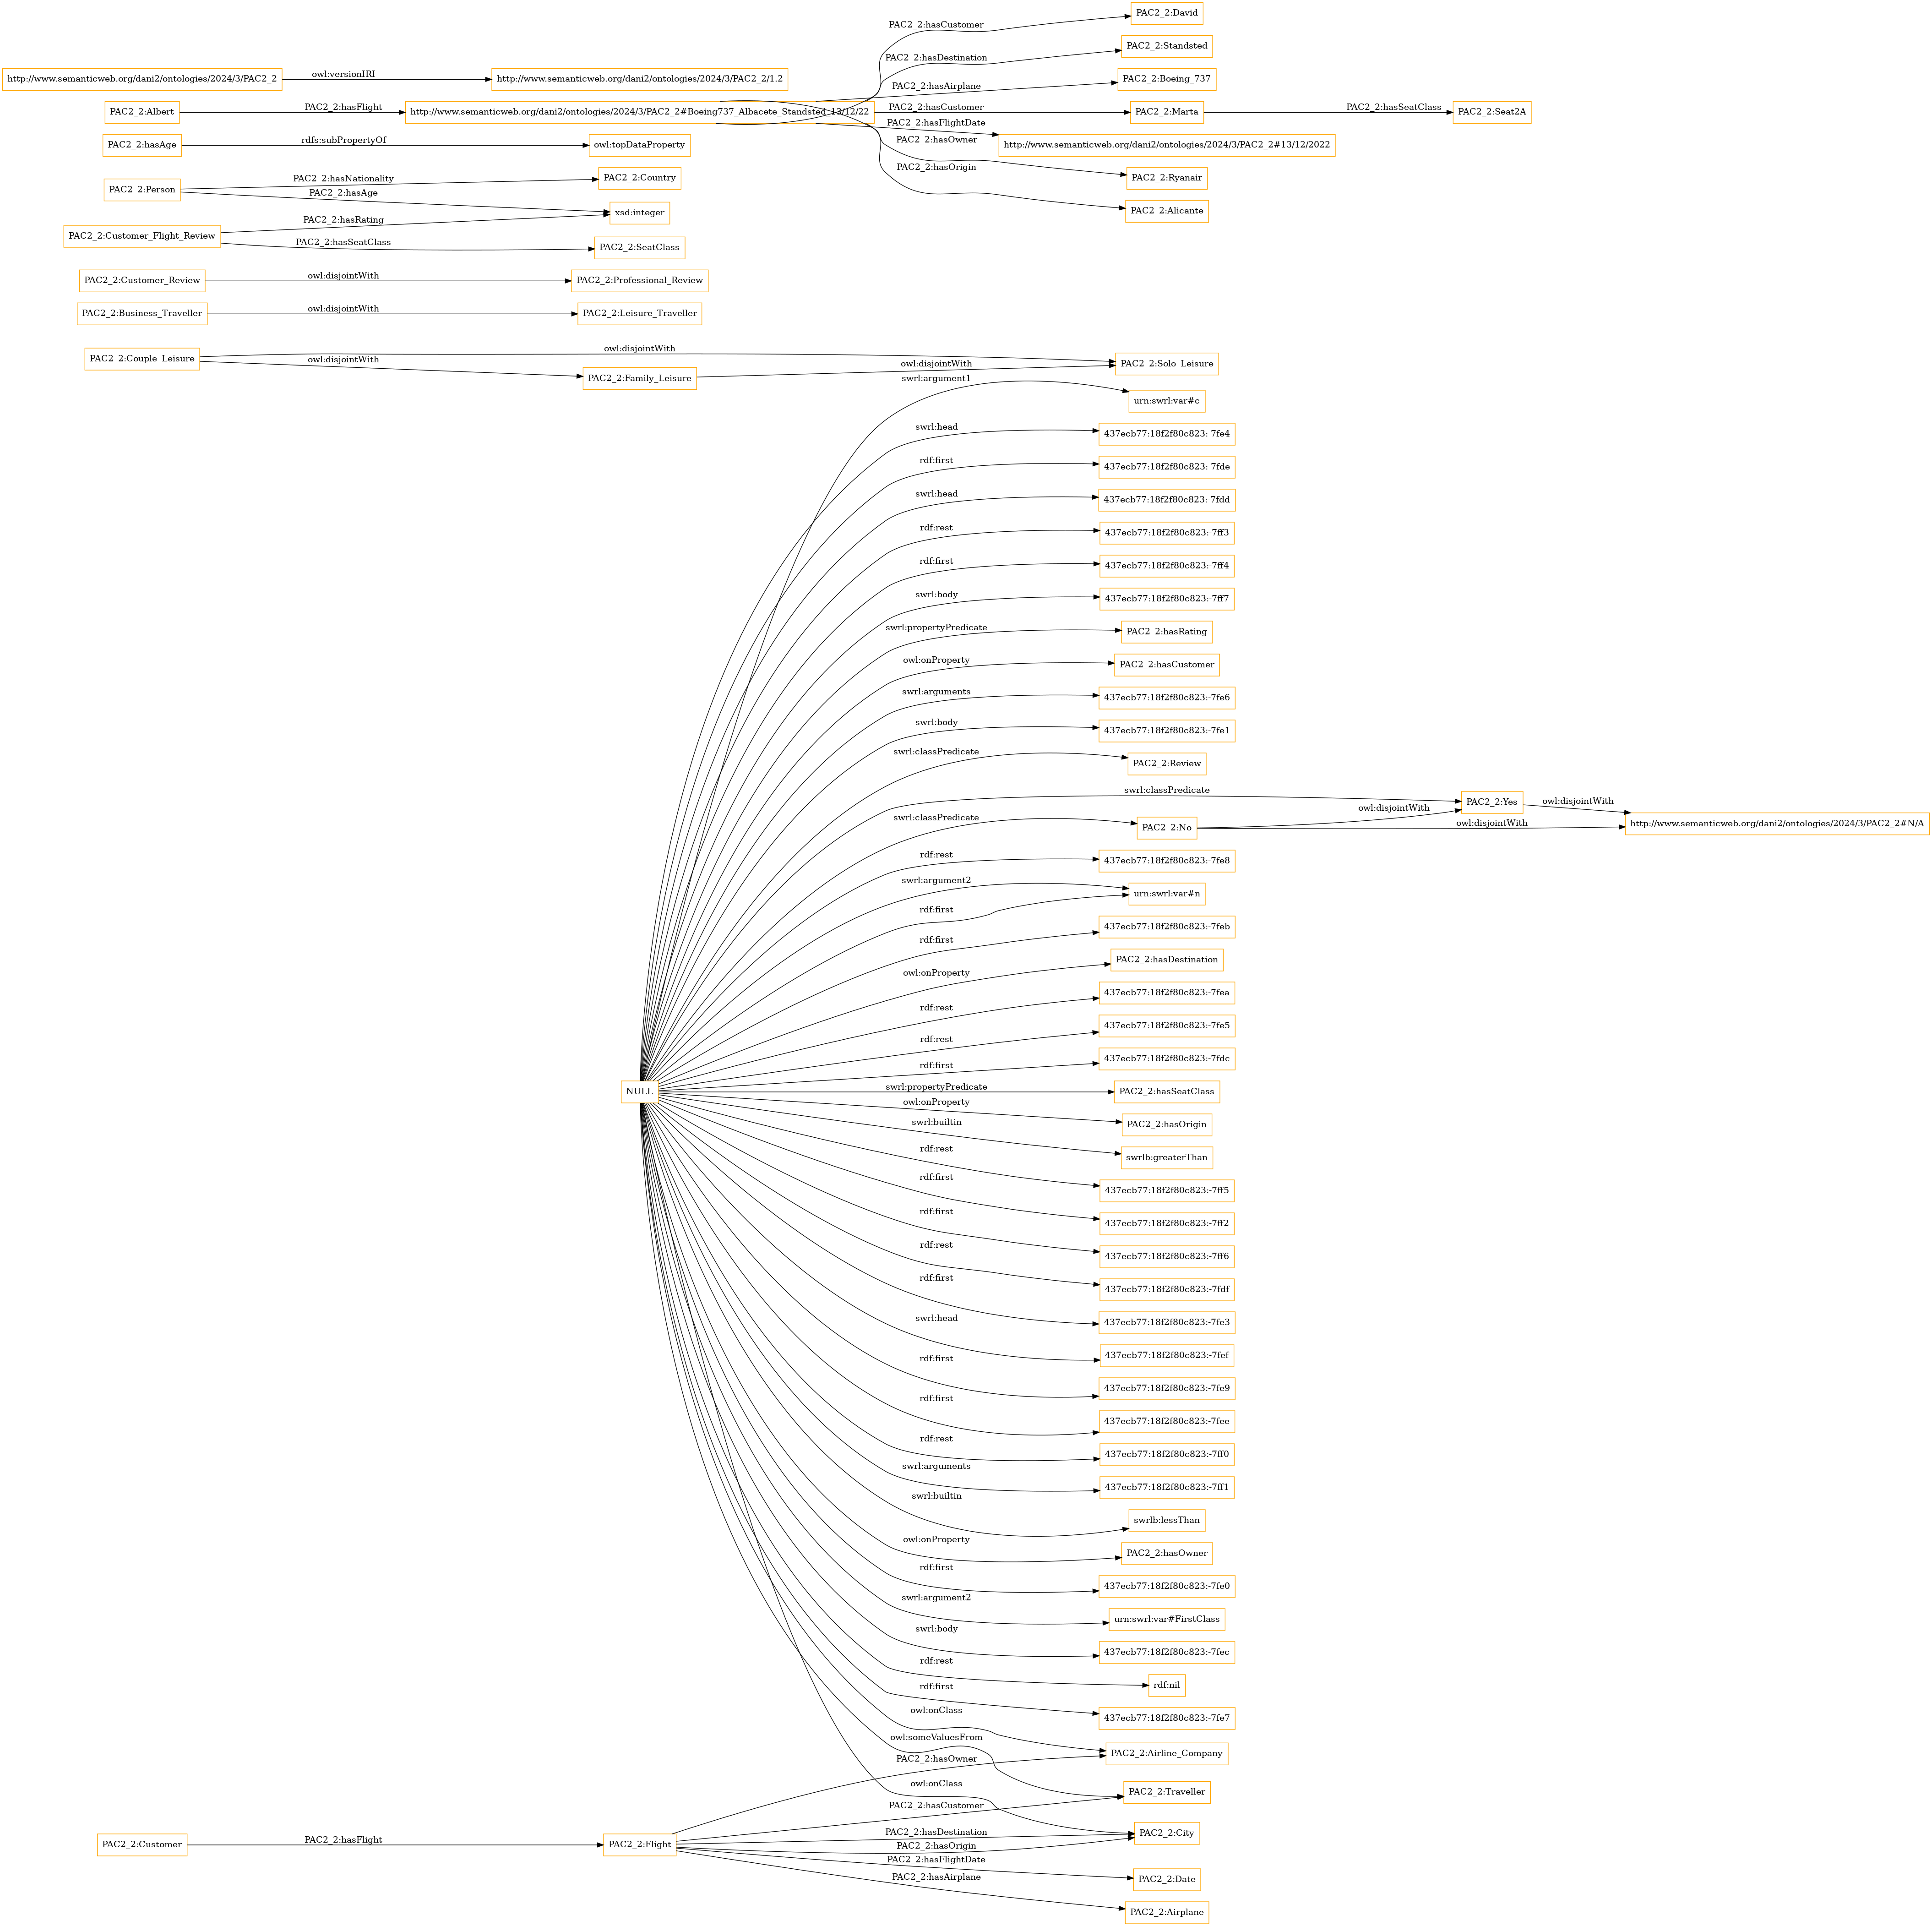 PAC2_2:David
PAC2_2:hasCustomer
PAC2_2:Standsted
PAC2_2:hasDestination
http://www.semanticweb.org/dani2/ontologies/2024/3/PAC2_2
owl:versionIRI
http://www.semanticweb.org/dani2/ontologies/2024/3/PAC2_2/1.2
PAC2_2:Boeing_737
PAC2_2:hasAirplane
PAC2_2:Albert
PAC2_2:hasFlight
http://www.semanticweb.org/dani2/ontologies/2024/3/PAC2_2#Boeing737_Albacete_Standsted_13/12/22
PAC2_2:hasCustomer
PAC2_2:Marta
PAC2_2:hasSeatClass
PAC2_2:Seat2A
PAC2_2:hasFlightDate
PAC2_2:hasAge
rdfs:subPropertyOf
owl:topDataProperty
PAC2_2:hasOwner
http://www.semanticweb.org/dani2/ontologies/2024/3/PAC2_2#13/12/2022
PAC2_2:hasOrigin
PAC2_2:Person
PAC2_2:hasNationality
PAC2_2:Country
PAC2_2:Ryanair
PAC2_2:hasAge
xsd:integer
PAC2_2:Alicante
PAC2_2:hasRating
PAC2_2:Customer_Flight_Review
PAC2_2:hasSeatClass
PAC2_2:SeatClass
PAC2_2:Customer_Review
owl:disjointWith
PAC2_2:Professional_Review
PAC2_2:Business_Traveller
owl:disjointWith
PAC2_2:Leisure_Traveller
PAC2_2:Couple_Leisure
owl:disjointWith
owl:disjointWith
PAC2_2:Family_Leisure
owl:disjointWith
PAC2_2:Solo_Leisure
swrl:argument1
urn:swrl:var#c
swrl:head
437ecb77:18f2f80c823:-7fe4
rdf:first
437ecb77:18f2f80c823:-7fde
swrl:head
437ecb77:18f2f80c823:-7fdd
rdf:rest
437ecb77:18f2f80c823:-7ff3
rdf:first
437ecb77:18f2f80c823:-7ff4
swrl:body
437ecb77:18f2f80c823:-7ff7
swrl:propertyPredicate
PAC2_2:hasRating
owl:onProperty
PAC2_2:hasCustomer
swrl:arguments
437ecb77:18f2f80c823:-7fe6
swrl:body
437ecb77:18f2f80c823:-7fe1
swrl:classPredicate
PAC2_2:Review
swrl:classPredicate
PAC2_2:Yes
owl:disjointWith
http://www.semanticweb.org/dani2/ontologies/2024/3/PAC2_2#N/A
swrl:classPredicate
PAC2_2:No
owl:disjointWith
owl:disjointWith
rdf:rest
437ecb77:18f2f80c823:-7fe8
swrl:argument2
urn:swrl:var#n
rdf:first
rdf:first
437ecb77:18f2f80c823:-7feb
owl:onProperty
PAC2_2:hasDestination
rdf:rest
437ecb77:18f2f80c823:-7fea
rdf:rest
437ecb77:18f2f80c823:-7fe5
rdf:first
437ecb77:18f2f80c823:-7fdc
NULL
swrl:propertyPredicate
PAC2_2:hasSeatClass
owl:onProperty
PAC2_2:hasOrigin
swrl:builtin
swrlb:greaterThan
rdf:rest
437ecb77:18f2f80c823:-7ff5
rdf:first
437ecb77:18f2f80c823:-7ff2
rdf:first
437ecb77:18f2f80c823:-7ff6
rdf:rest
437ecb77:18f2f80c823:-7fdf
rdf:first
437ecb77:18f2f80c823:-7fe3
swrl:head
437ecb77:18f2f80c823:-7fef
rdf:first
437ecb77:18f2f80c823:-7fe9
rdf:first
437ecb77:18f2f80c823:-7fee
rdf:rest
437ecb77:18f2f80c823:-7ff0
swrl:arguments
437ecb77:18f2f80c823:-7ff1
swrl:builtin
swrlb:lessThan
owl:onProperty
PAC2_2:hasOwner
rdf:first
437ecb77:18f2f80c823:-7fe0
swrl:argument2
urn:swrl:var#FirstClass
swrl:body
437ecb77:18f2f80c823:-7fec
rdf:rest
rdf:nil
rdf:first
437ecb77:18f2f80c823:-7fe7
owl:onClass
PAC2_2:Airline_Company
owl:someValuesFrom
PAC2_2:hasOwner
owl:onClass
PAC2_2:Traveller
PAC2_2:hasCustomer
PAC2_2:Customer
PAC2_2:hasFlight
PAC2_2:Flight
PAC2_2:hasDestination
PAC2_2:City
PAC2_2:hasOrigin
PAC2_2:hasFlightDate
PAC2_2:Date
PAC2_2:hasAirplane
PAC2_2:Airplane